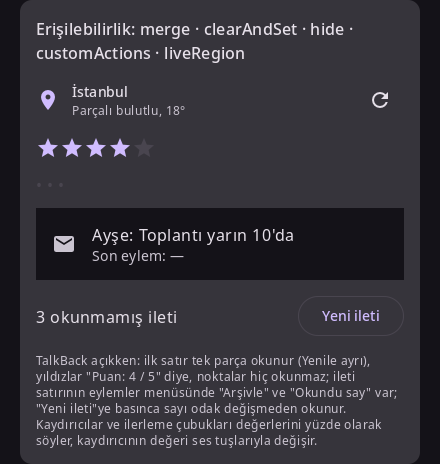 Erişilebilirlik: merge · clearAndSet · hide ·
customActions · liveRegion
İstanbul
Parçalı bulutlu, 18°
• • •
Ayşe: Toplantı yarın 10'da
Son eylem: —
3 okunmamış ileti
Yeni ileti
TalkBack açıkken: ilk satır tek parça okunur (Yenile ayrı),
yıldızlar "Puan: 4 / 5" diye, noktalar hiç okunmaz; ileti
satırının eylemler menüsünde "Arşivle" ve "Okundu say" var;
"Yeni ileti"ye basınca sayı odak değişmeden okunur.
Kaydırıcılar ve ilerleme çubukları değerlerini yüzde olarak
söyler, kaydırıcının değeri ses tuşlarıyla değişir.